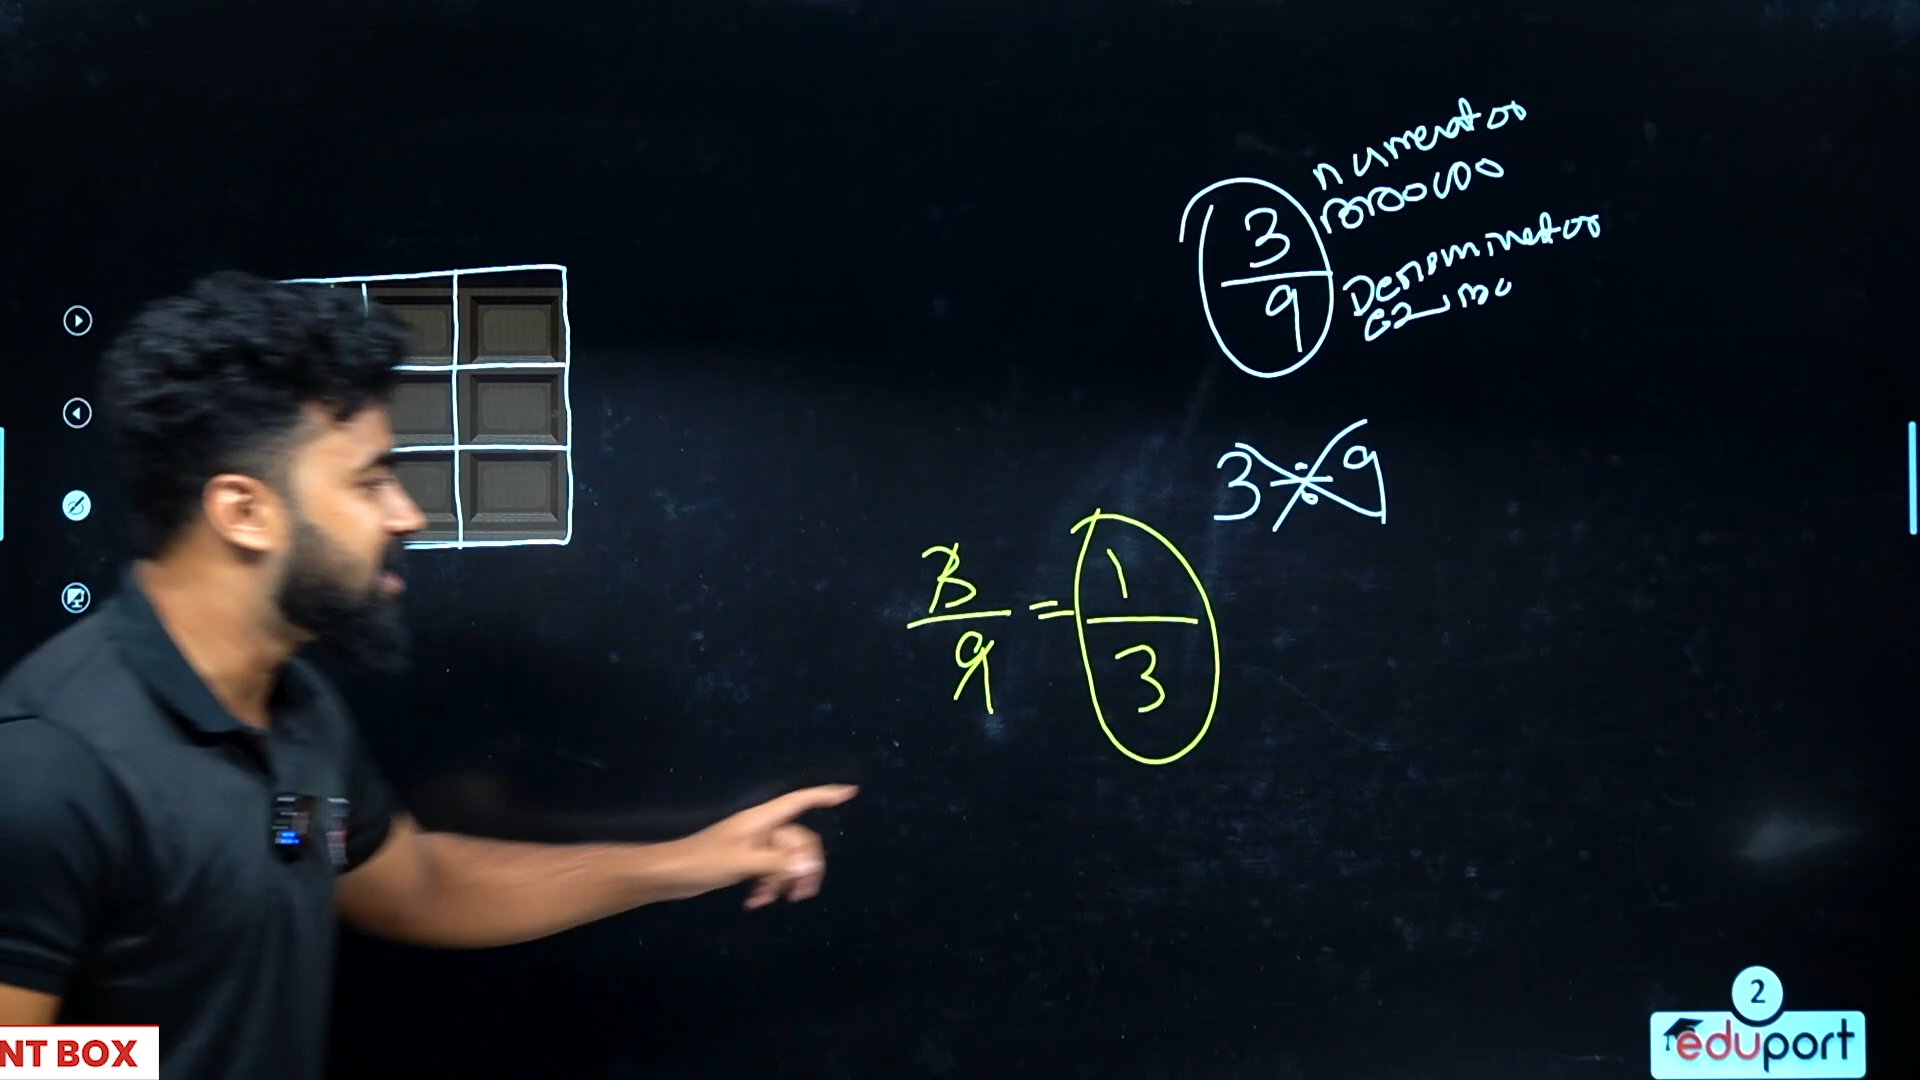 numerator
അംശം
3
9
Denominator
ഛേദം
3 ÷ 9
3/9 = 1/3
2
eduport
NT BOX